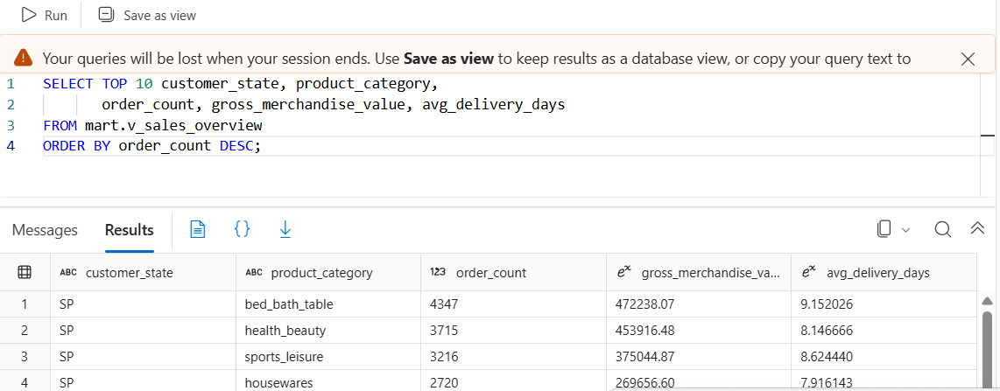 Run Save as view
Your queries will be lost when your session ends. Use Save as view to keep results as a database view, or copy your query text to
1 SELECT TOP 10 customer_state, product_category,
2 order_count, gross_merchandise_value, avg_delivery_days
3 FROM mart.v_sales_overview
4 ORDER BY order_count DESC;
Messages Results
ABC customer_state ABC product_category 123 order_count eˣ gross_merchandise_va... eˣ avg_delivery_days
1 SP bed_bath_table 4347 472238.07 9.152026
2 SP health_beauty 3715 453916.48 8.146666
3 SP sports_leisure 3216 375044.87 8.624440
4 SP housewares 2720 269656.60 7.916143